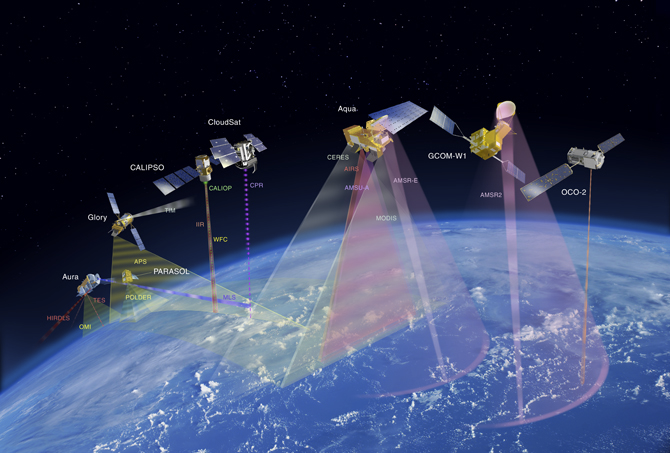 Aqua
CloudSat
CERES
GCOM-W1
AIRS
CALIPSO
CALIOP
CPR
AMSU-A
AMSR-E
AMSR2
OCO-2
TIM
Glory
MODIS
IIR
WFC
APS
Aura
PARASOL
TES
POLDER
MLS
HIRDLS
OMI